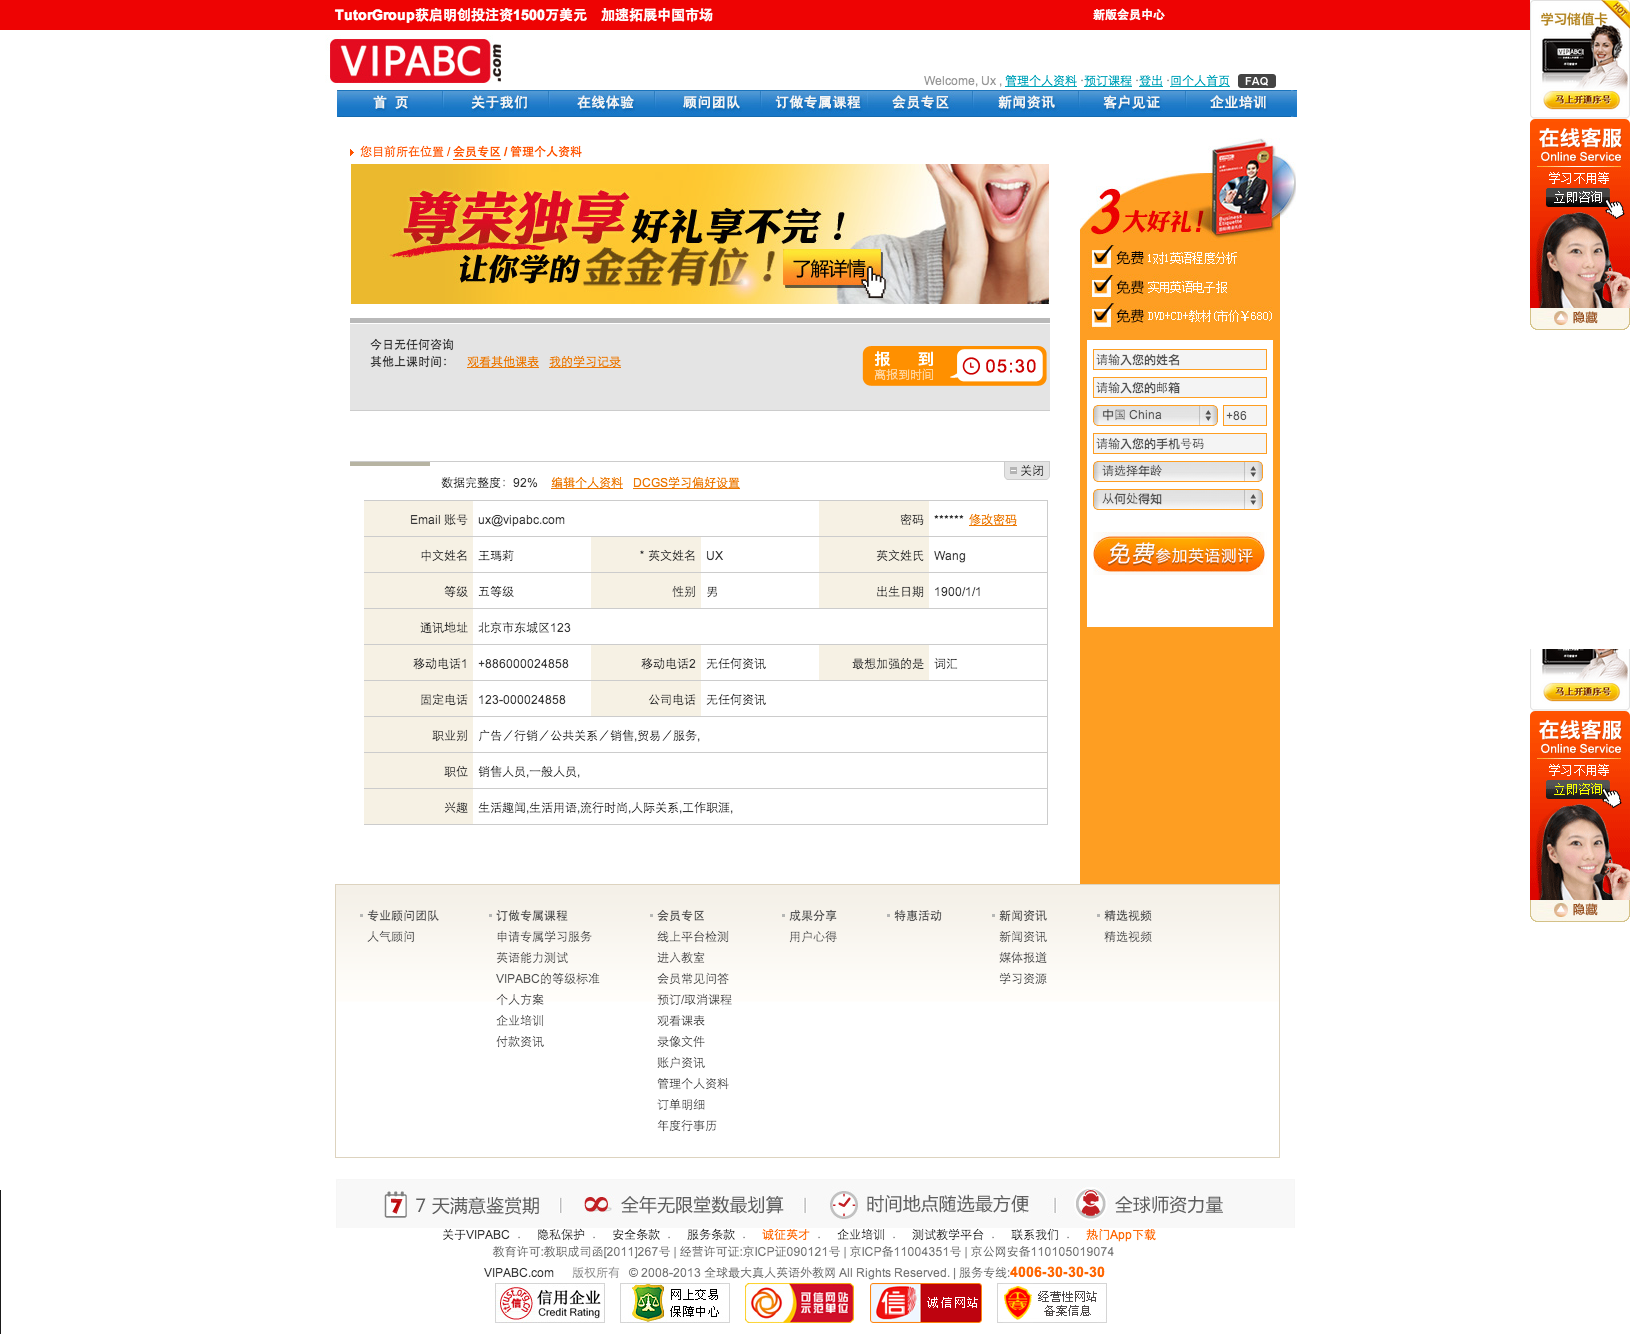 TutorGroup获启明创投注资1500万美元 加速拓展中国市场
新版会员中心
VIPABC.com
Welcome, Ux , 管理个人资料 ·预订课程 ·登出 ·回个人首页 FAQ
首 页 关于我们 在线体验 顾问团队 订做专属课程 会员专区 新闻资讯 客户见证 企业培训
您目前所在位置 / 会员专区 / 管理个人资料
尊荣独享 好礼享不完！
让你学的金金有位！
了解详情
今日无任何咨询
其他上课时间： 观看其他课表 我的学习记录
报 到
离报到时间
05:30
关闭
数据完整度：92% 编辑个人资料 DCGS学习偏好设置
Email 账号 ux@vipabc.com 密码 ****** 修改密码
中文姓名 王瑪莉 * 英文姓名 UX 英文姓氏 Wang
等级 五等级 性别 男 出生日期 1900/1/1
通讯地址 北京市东城区123
移动电话1 +886000024858 移动电话2 无任何资讯 最想加强的是 词汇
固定电话 123-000024858 公司电话 无任何资讯
职业别 广告／行销／公共关系／销售,贸易／服务,
职位 销售人员,一般人员,
兴趣 生活趣闻,生活用语,流行时尚,人际关系,工作职涯,
3大好礼！
Business
Etiquette
免费 1对1英语程度分析
免费 实用英语电子报
免费 DVD+CD+教材(市价¥680)
请输入您的姓名
请输入您的邮箱
中国 China +86
请输入您的手机号码
请选择年龄
从何处得知
免费参加英语测评
学习储值卡
HOT
VIPABC
马上开通序号
在线客服
Online Service
学习不用等
立即咨询
隐藏
马上开通序号
在线客服
Online Service
学习不用等
立即咨询
隐藏
专业顾问团队
人气顾问
订做专属课程
申请专属学习服务
英语能力测试
VIPABC的等级标准
个人方案
企业培训
付款资讯
会员专区
线上平台检测
进入教室
会员常见问答
预订/取消课程
观看课表
录像文件
账户资讯
管理个人资料
订单明细
年度行事历
成果分享
用户心得
特惠活动
新闻资讯
新闻资讯
媒体报道
学习资源
精选视频
精选视频
7 7 天满意鉴赏期 | 全年无限堂数最划算 | 时间地点随选最方便 | 全球师资力量
关于VIPABC . 隐私保护 . 安全条款 . 服务条款 . 诚征英才 . 企业培训 . 测试教学平台 . 联系我们 . 热门App下载
教育许可:教职成司函[2011]267号 | 经营许可证:京ICP证090121号 | 京ICP备11004351号 | 京公网安备110105019074
VIPABC.com 版权所有 © 2008-2013 全球最大真人英语外教网 All Rights Reserved. | 服务专线:4006-30-30-30
信 信用企业
Credit Rating
网上交易
保障中心
可信网站
示范单位
信 诚信网站
经营性网站
备案信息